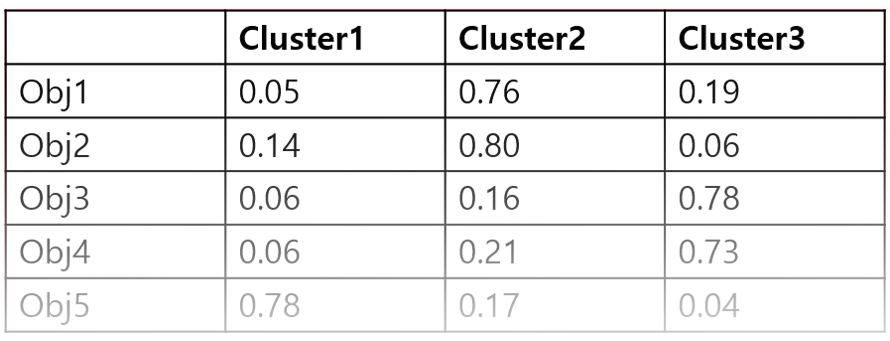 Cluster1 Cluster2 Cluster3
Obj1 0.05 0.76 0.19
Obj2 0.14 0.80 0.06
Obj3 0.06 0.16 0.78
Obj4 0.06 0.21 0.73
Obj5 0.78 0.17 0.04